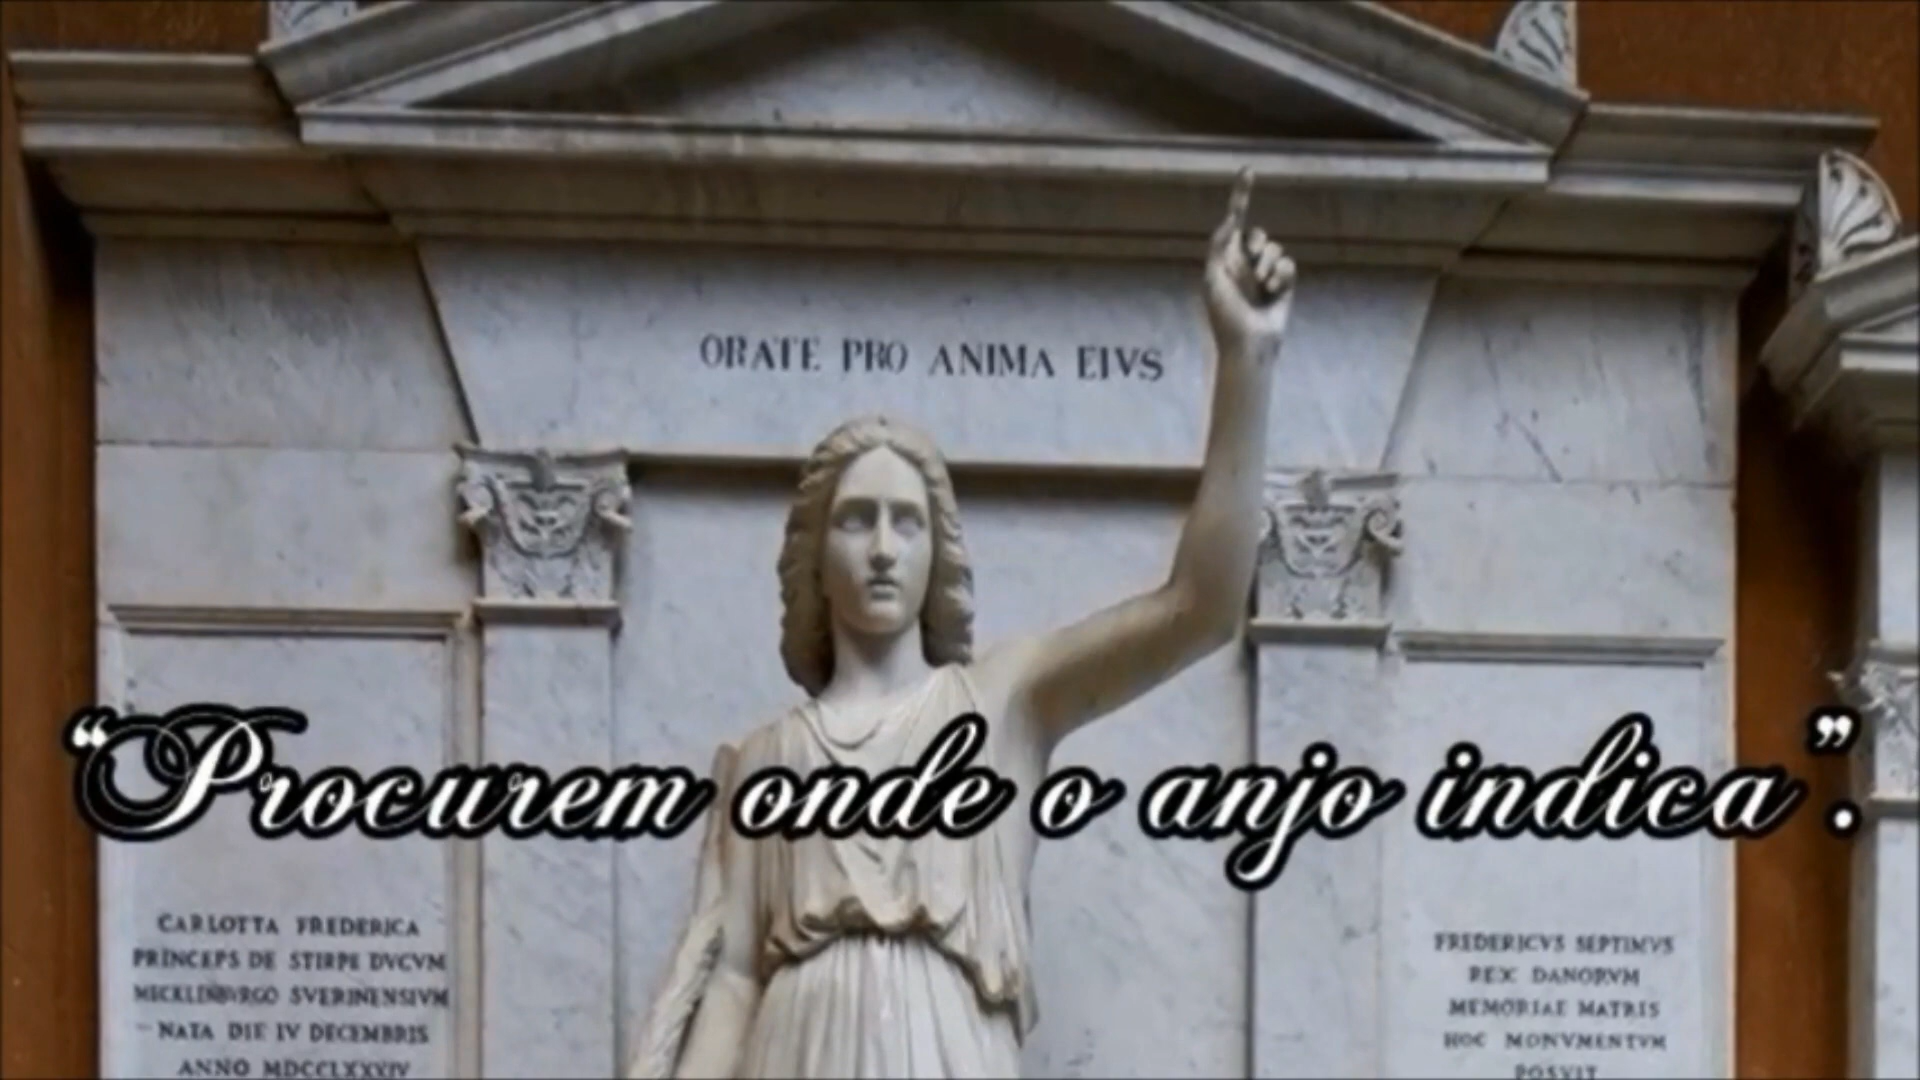 ORATE PRO ANIMA EIVS
“Procurem onde o anjo indica”.
CARLOTTA FREDERICA
PRINCEPS DE STIRPE DVCVM
MECKLINBVRGO SVERINENSIVM
NATA DIE IV DECEMBRIS
ANNO MDCCLXXXIV
FREDERICVS SEPTIMVS
REX DANORVM
MEMORIAE MATRIS
HOC MONVMENTVM
POSVIT